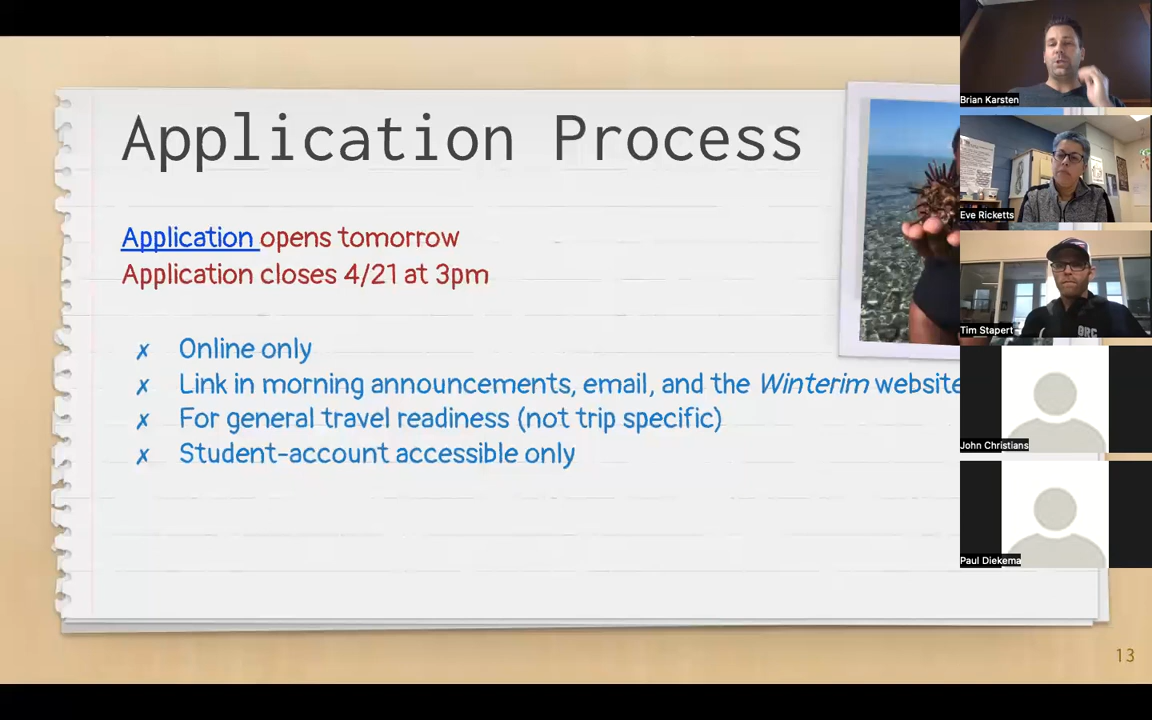 Application Process
Application opens tomorrow
Application closes 4/21 at 3pm
✗ Online only
✗ Link in morning announcements, email, and the Winterim website
✗ For general travel readiness (not trip specific)
✗ Student-account accessible only
13
Brian Karsten
Eve Ricketts
Tim Stapert
GRC
John Christians
Paul Diekema